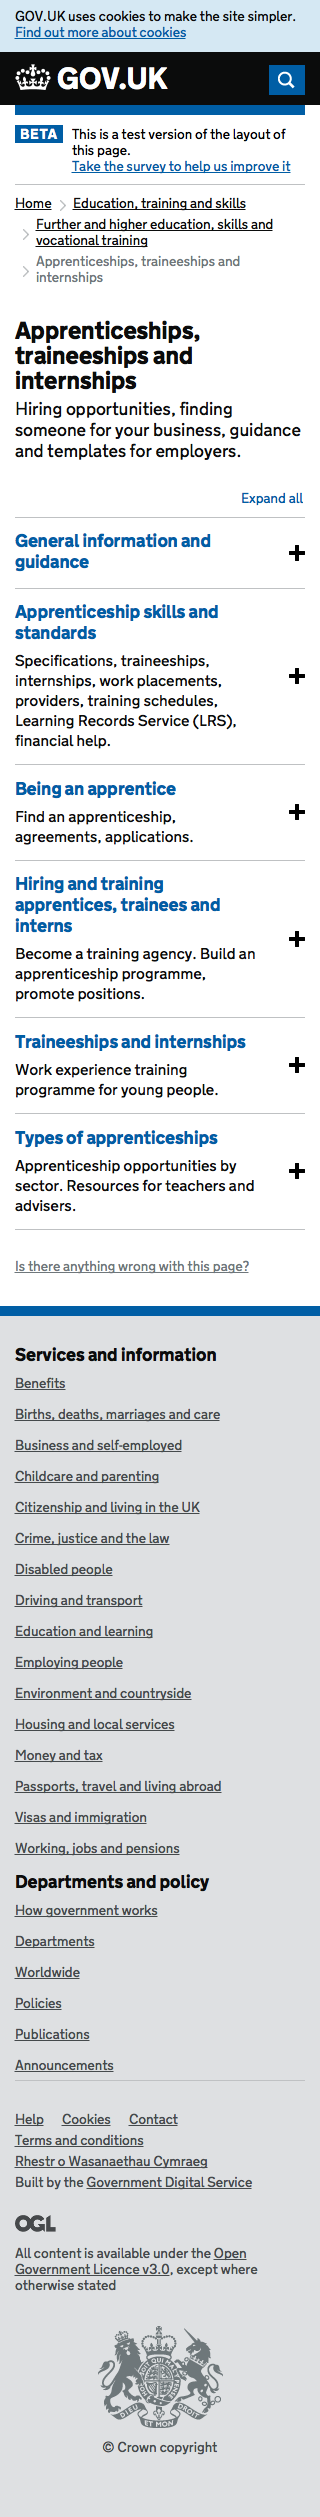 GOV.UK uses cookies to make the site simpler.
Find out more about cookies
GOV.UK
BETA
This is a test version of the layout of
this page.
Take the survey to help us improve it
Home
Education, training and skills
Further and higher education, skills and
vocational training
Apprenticeships, traineeships and
internships
Apprenticeships,
traineeships and
internships
Hiring opportunities, finding
someone for your business, guidance
and templates for employers.
Expand all
General information and
guidance
Apprenticeship skills and
standards
Specifications, traineeships,
internships, work placements,
providers, training schedules,
Learning Records Service (LRS),
financial help.
Being an apprentice
Find an apprenticeship,
agreements, applications.
Hiring and training
apprentices, trainees and
interns
Become a training agency. Build an
apprenticeship programme,
promote positions.
Traineeships and internships
Work experience training
programme for young people.
Types of apprenticeships
Apprenticeship opportunities by
sector. Resources for teachers and
advisers.
Is there anything wrong with this page?
Services and information
Benefits
Births, deaths, marriages and care
Business and self-employed
Childcare and parenting
Citizenship and living in the UK
Crime, justice and the law
Disabled people
Driving and transport
Education and learning
Employing people
Environment and countryside
Housing and local services
Money and tax
Passports, travel and living abroad
Visas and immigration
Working, jobs and pensions
Departments and policy
How government works
Departments
Worldwide
Policies
Publications
Announcements
Help Cookies Contact
Terms and conditions
Rhestr o Wasanaethau Cymraeg
Built by the Government Digital Service
OGL
All content is available under the Open
Government Licence v3.0, except where
otherwise stated
DIEU ET MON DROIT
© Crown copyright